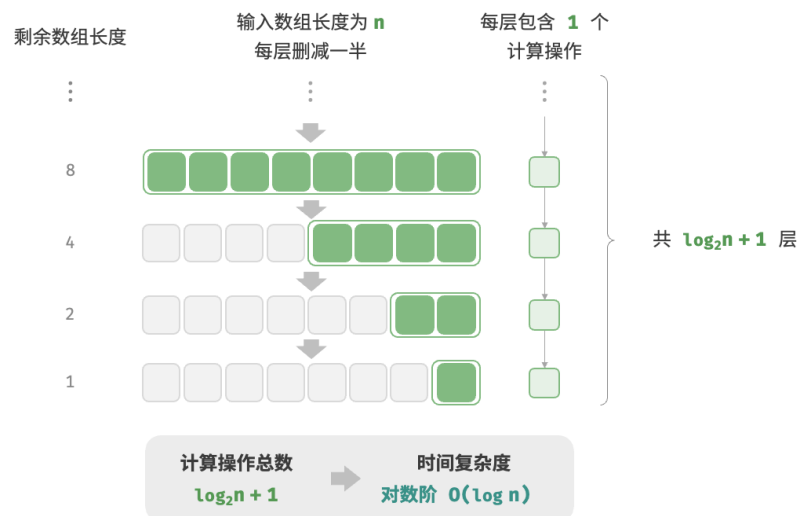 剩余数组长度
输入数组长度为 n
每层删减一半
每层包含 1 个
计算操作
8
4
2
1
共 log₂n + 1 层
计算操作总数
log₂n + 1
时间复杂度
对数阶 O(log n)